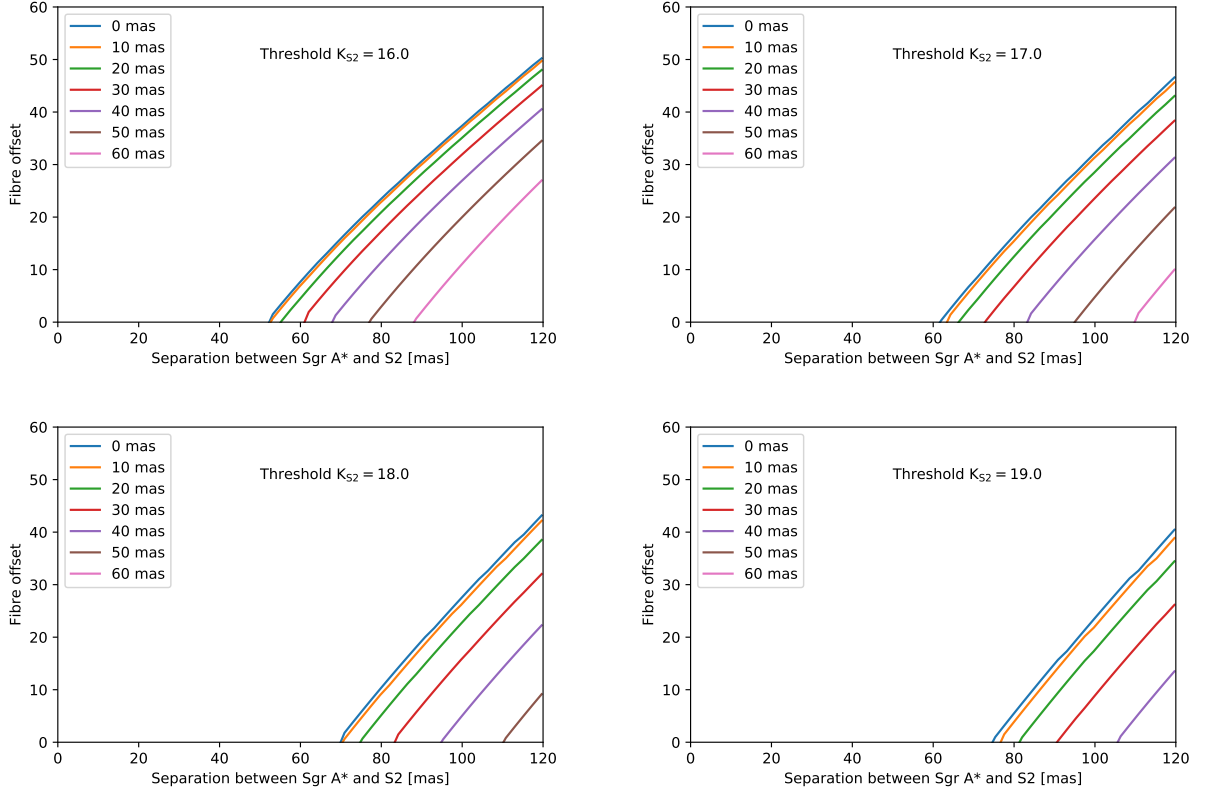 60
50
40
30
20
10
0
Fibre offset
0 mas
10 mas
20 mas
30 mas
40 mas
50 mas
60 mas
Threshold K_S2 = 16.0
0 20 40 60 80 100 120
Separation between Sgr A* and S2 [mas]
60
50
40
30
20
10
0
Fibre offset
0 mas
10 mas
20 mas
30 mas
40 mas
50 mas
60 mas
Threshold K_S2 = 17.0
0 20 40 60 80 100 120
Separation between Sgr A* and S2 [mas]
60
50
40
30
20
10
0
Fibre offset
0 mas
10 mas
20 mas
30 mas
40 mas
50 mas
60 mas
Threshold K_S2 = 18.0
0 20 40 60 80 100 120
Separation between Sgr A* and S2 [mas]
60
50
40
30
20
10
0
Fibre offset
0 mas
10 mas
20 mas
30 mas
40 mas
50 mas
60 mas
Threshold K_S2 = 19.0
0 20 40 60 80 100 120
Separation between Sgr A* and S2 [mas]